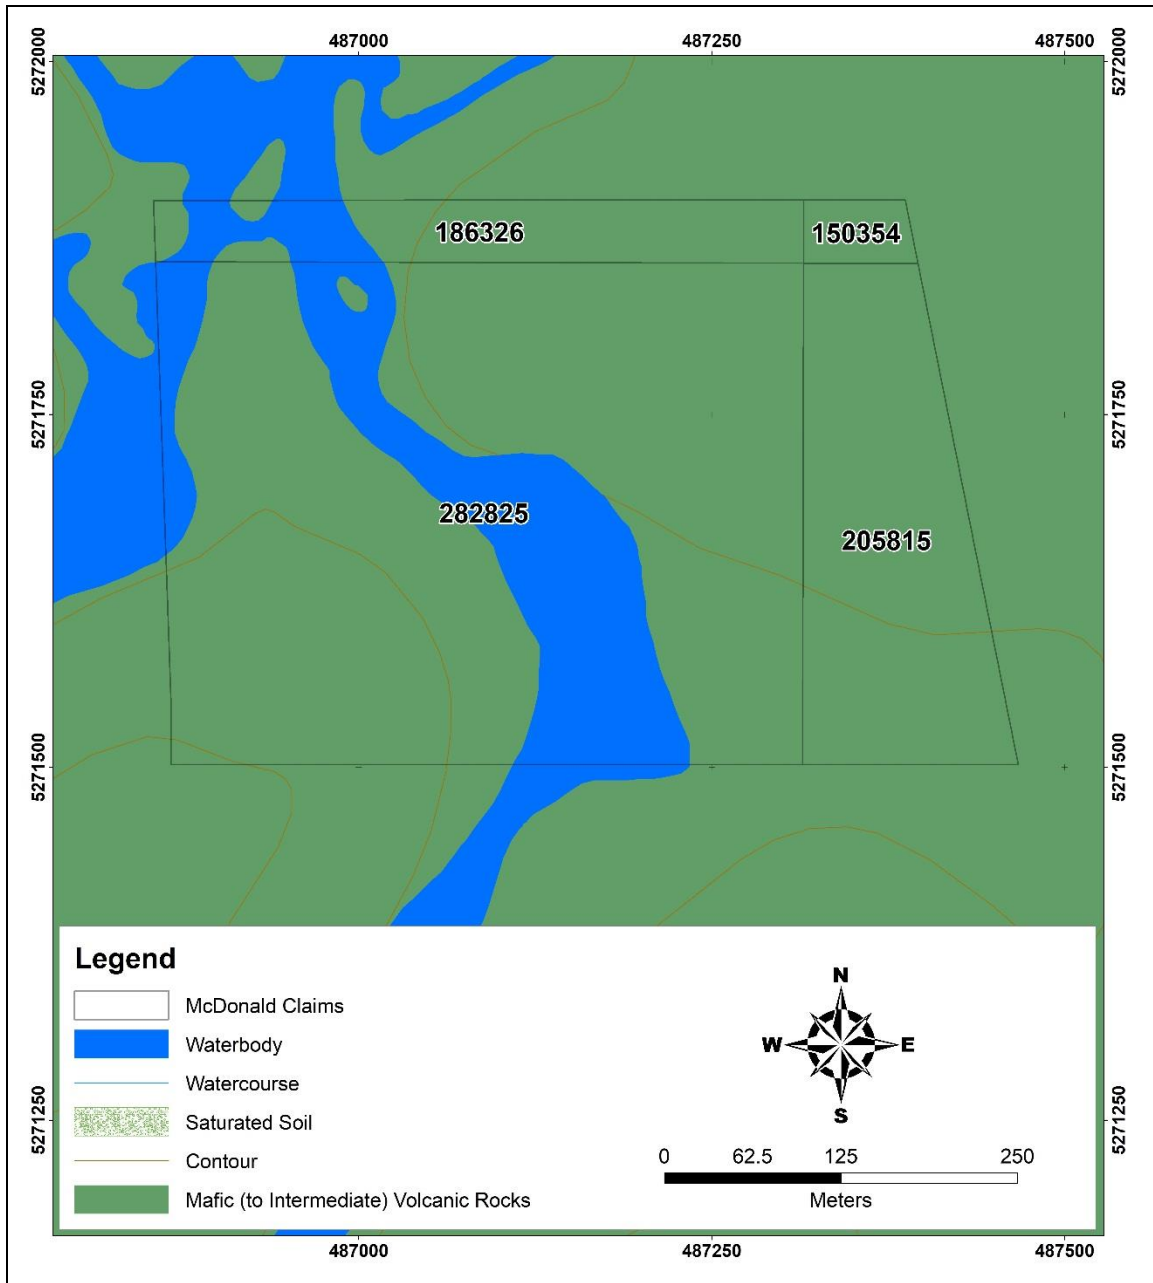 487000
487250
487500
5272000
5272000
186326
150354
5271750
5271750
282825
205815
5271500
5271500
Legend
McDonald Claims
Waterbody
Watercourse
Saturated Soil
Contour
Mafic (to Intermediate) Volcanic Rocks
N
W
E
S
0 62.5 125 250
Meters
5271250
5271250
487000
487250
487500